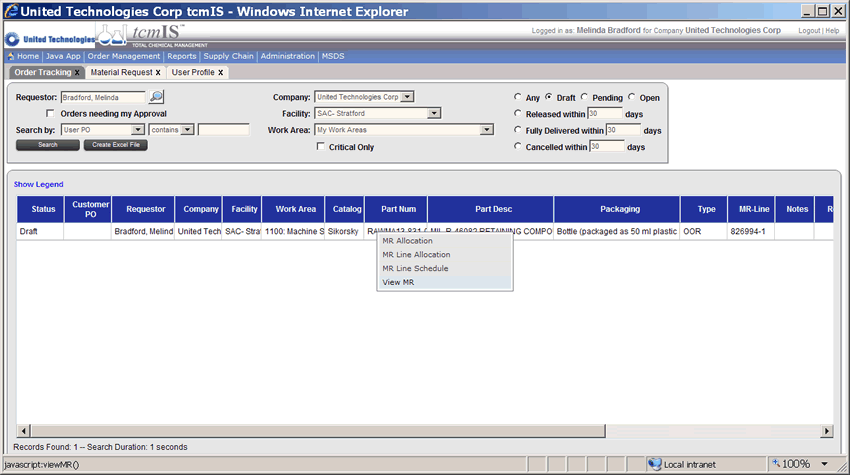 United Technologies Corp tcmIS - Windows Internet Explorer
United Technologies tcmIS TOTAL CHEMICAL MANAGEMENT Logged in as: Melinda Bradford for Company United Technologies Corp Logout | Help
Home | Java App | Order Management | Reports | Supply Chain | Administration | MSDS
Order Tracking X Material Request X User Profile X
Requestor: Bradford, Melinda Company: United Technologies Corp Any Draft Pending Open
Orders needing my Approval Facility: SAC- Stratford Released within 30 days
Search by: User PO contains Work Area: My Work Areas Fully Delivered within 30 days
Search Create Excel File Critical Only Cancelled within 30 days
Show Legend
Status Customer PO Requestor Company Facility Work Area Catalog Part Num Part Desc Packaging Type MR-Line Notes R
Draft Bradford, Melind United Tech SAC- Stra 1100: Machine S Sikorsky Bottle (packaged as 50 ml plastic OOR 826994-1
MR Allocation
MR Line Allocation
MR Line Schedule
View MR
Records Found: 1 -- Search Duration: 1 seconds
javascript:viewMR() Local intranet 100%